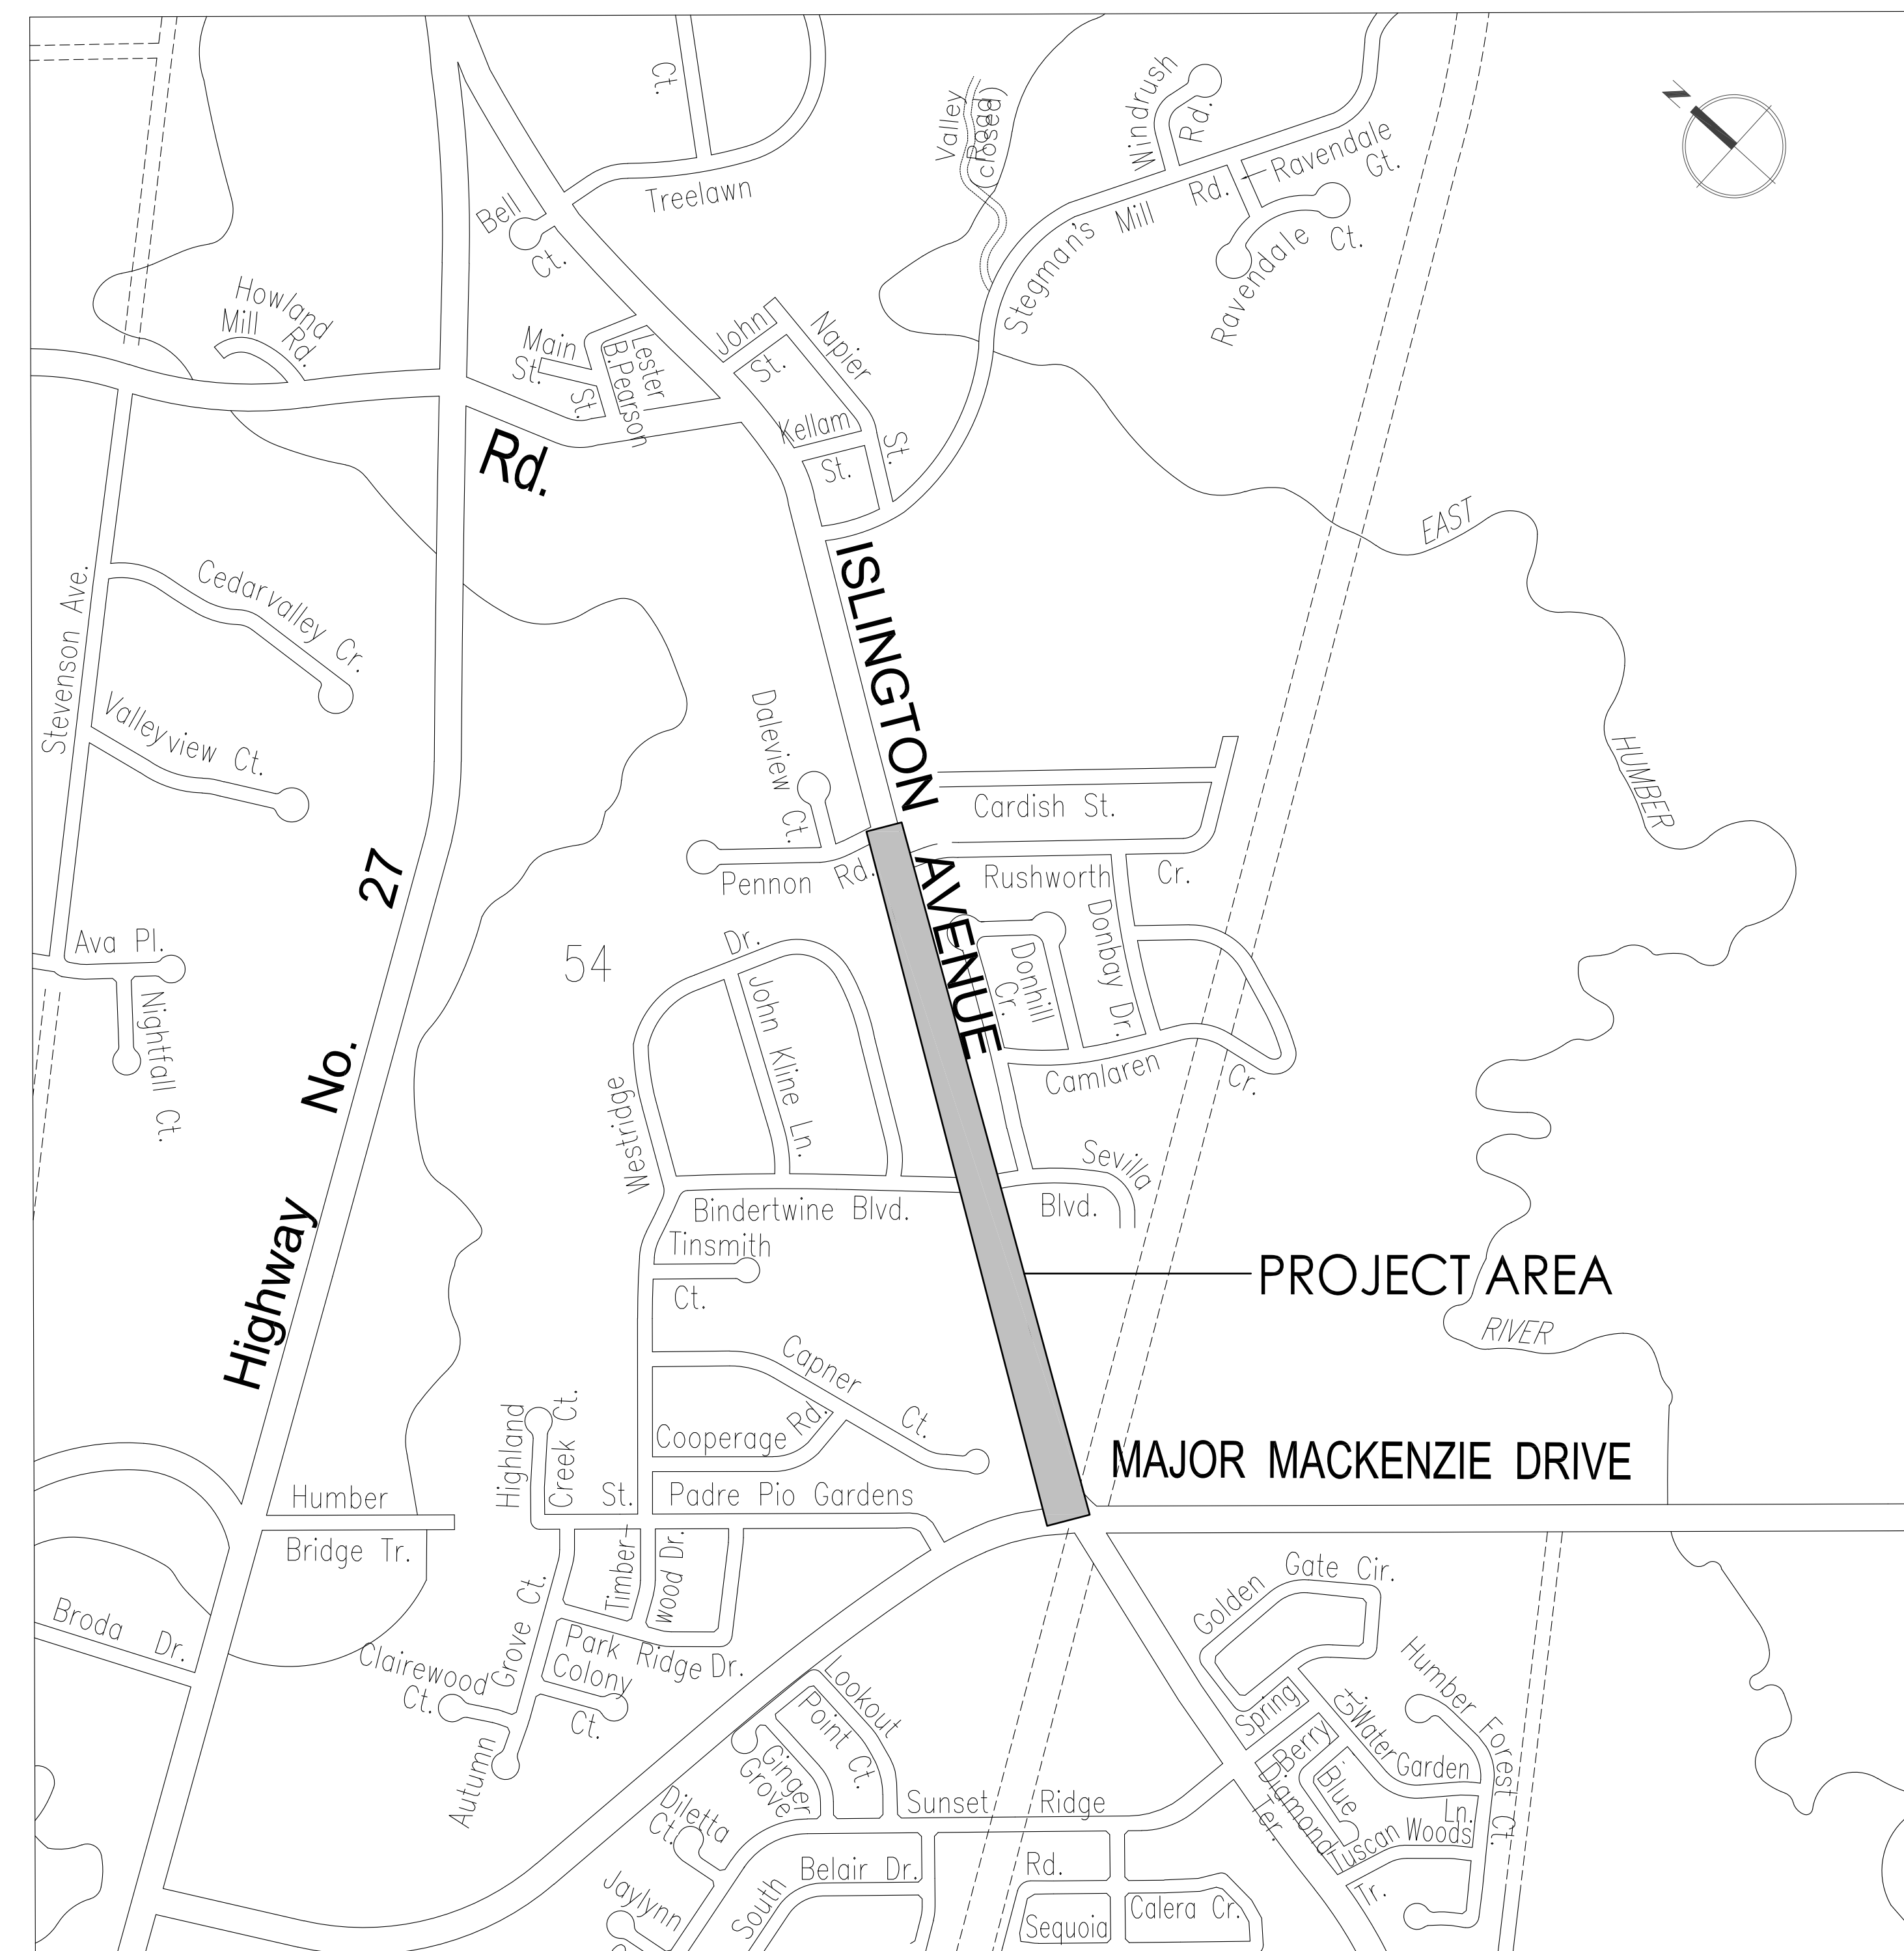 Ct.
Treelawn
Bell
Ct.
Valley
Road
(closed)
Windrush
Rd.
Ravendale
Gt.
Stegman's Mill Rd.
Ravendale Ct.
N
Howland
Mill
Rd.
Main
St.
Lester
B.Pearson
St.
John
St.
Napier
St.
Kellam
St.
Rd.
ISLINGTON
AVENUE
EAST
HUMBER
RIVER
Stevenson Ave.
Cedarvalley Cr.
Valleyview Ct.
Highway No. 27
Daleview Ct.
Pennon Rd.
Cardish St.
Rushworth Cr.
Ava Pl.
Nightfall Ct.
54
Westridge
Dr.
John Kline Ln.
Donhill
Cr.
Donbay Dr.
Camlaren Cr.
Sevilla
Blvd.
Bindertwine Blvd.
Tinsmith
Ct.
PROJECT AREA
Capner Ct.
Cooperage Rd.
Highland
Creek Ct.
St.
Padre Pio Gardens
MAJOR MACKENZIE DRIVE
Humber
Bridge Tr.
Timber-
wood Dr.
Broda Dr.
Clairewood
Ct.
Autumn Grove Ct.
Park Ridge Dr.
Colony
Ct.
Golden Gate Cir.
Lookout
Point Ct.
Ginger
Grove
Diletta
Ct.
Jaylynn
South
Belair Dr.
Sunset Ridge
Rd.
Sequoia
Calera Cr.
Spring
Gt.
Berry
Blue
Diamond
Ter.
Water
Garden
Ln.
Humber Forest Ct.
Tuscan Woods
Tr.